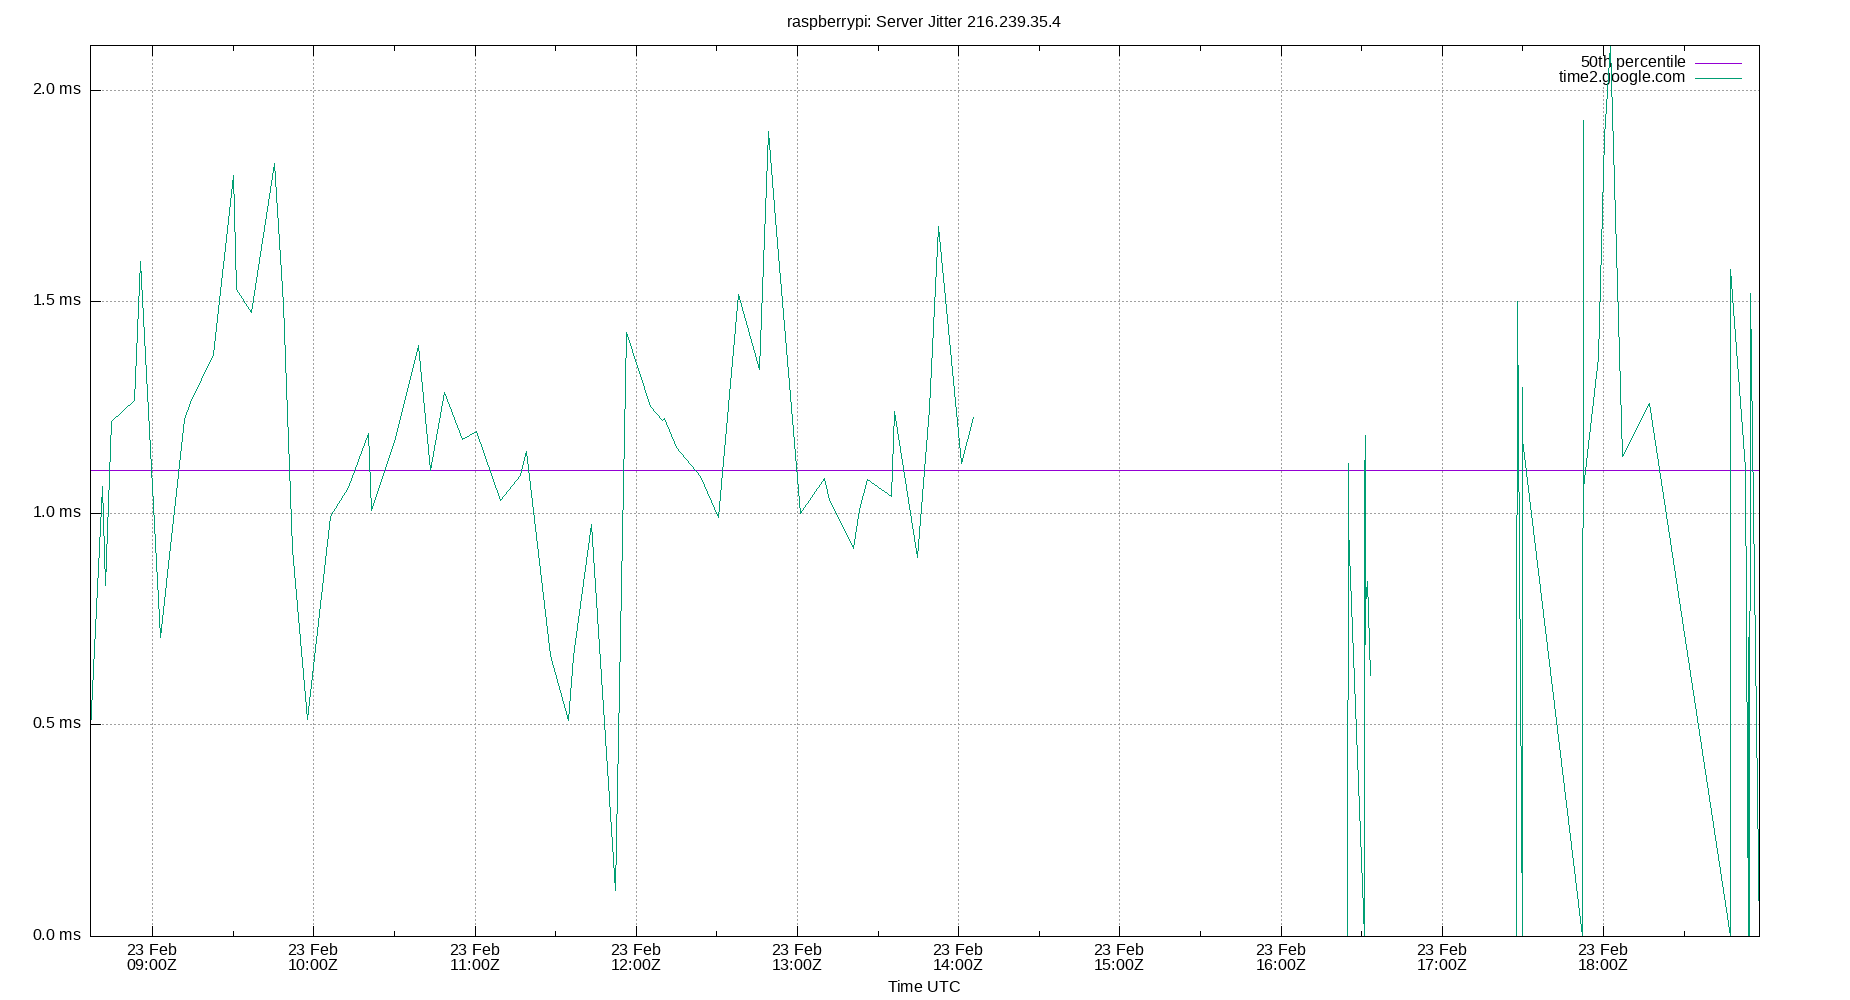 raspberrypi: Server Jitter 216.239.35.4
50th percentile
time2.google.com
2.0 ms
1.5 ms
1.0 ms
0.5 ms
0.0 ms
23 Feb 23 Feb 23 Feb 23 Feb 23 Feb 23 Feb 23 Feb 23 Feb 23 Feb 23 Feb
09:00Z 10:00Z 11:00Z 12:00Z 13:00Z 14:00Z 15:00Z 16:00Z 17:00Z 18:00Z
Time UTC